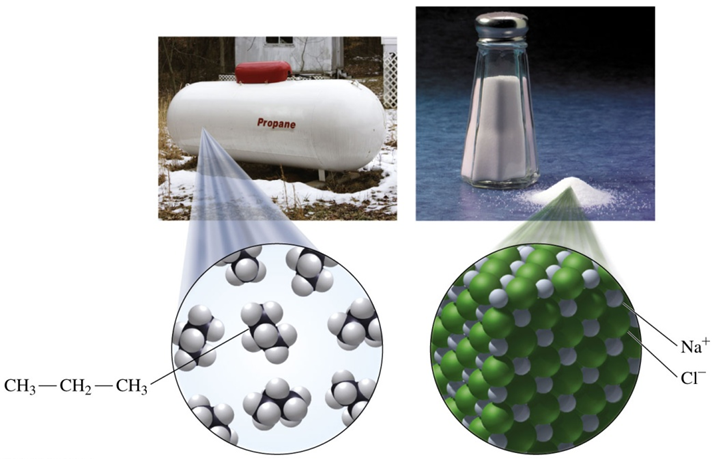 Propane
CH₃—CH₂—CH₃
Na⁺
Cl⁻